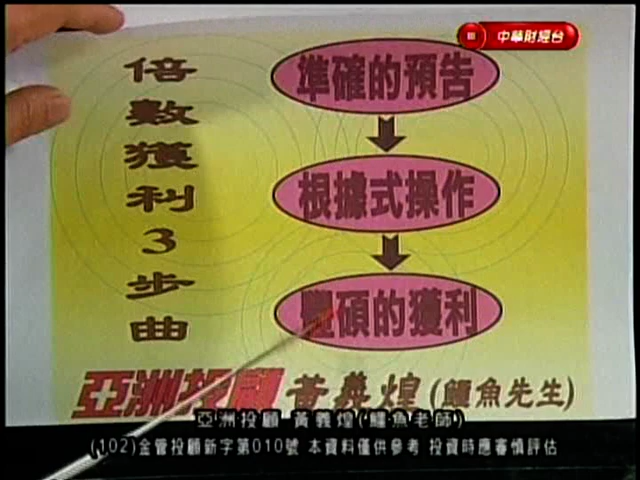 中華財經台
倍數獲利3步曲
準確的預告
根據式操作
豐碩的獲利
亞洲投顧 黃義煌(鱷魚先生)
亞洲投顧 黃義煌(鱷魚老師)
(102)金管投顧新字第010號 本資料僅供參考 投資時應審慎評估